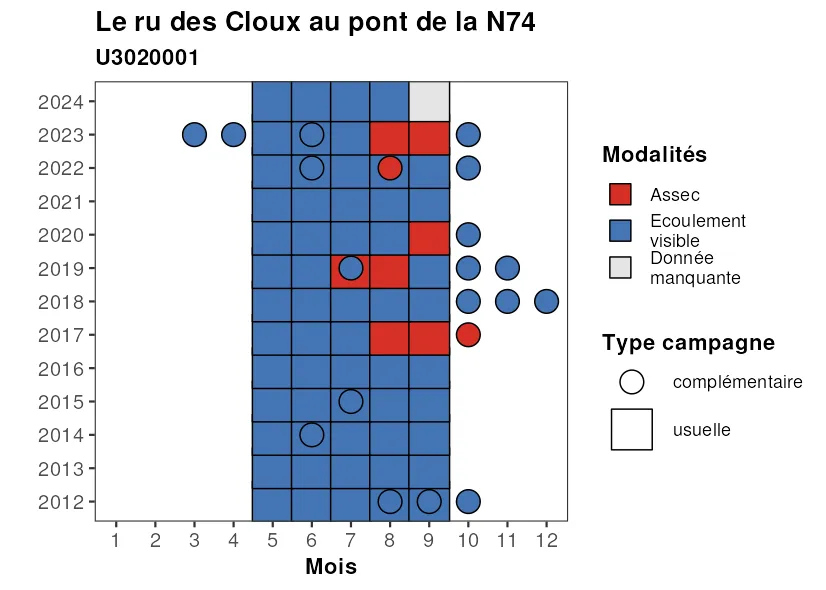 Le ru des Cloux au pont de la N74
U3020001
2024
2023
2022
2021
2020
2019
2018
2017
2016
2015
2014
2013
2012
1 2 3 4 5 6 7 8 9 10 11 12
Mois
Modalités
Assec
Ecoulement
visible
Donnée
manquante
Type campagne
complémentaire
usuelle